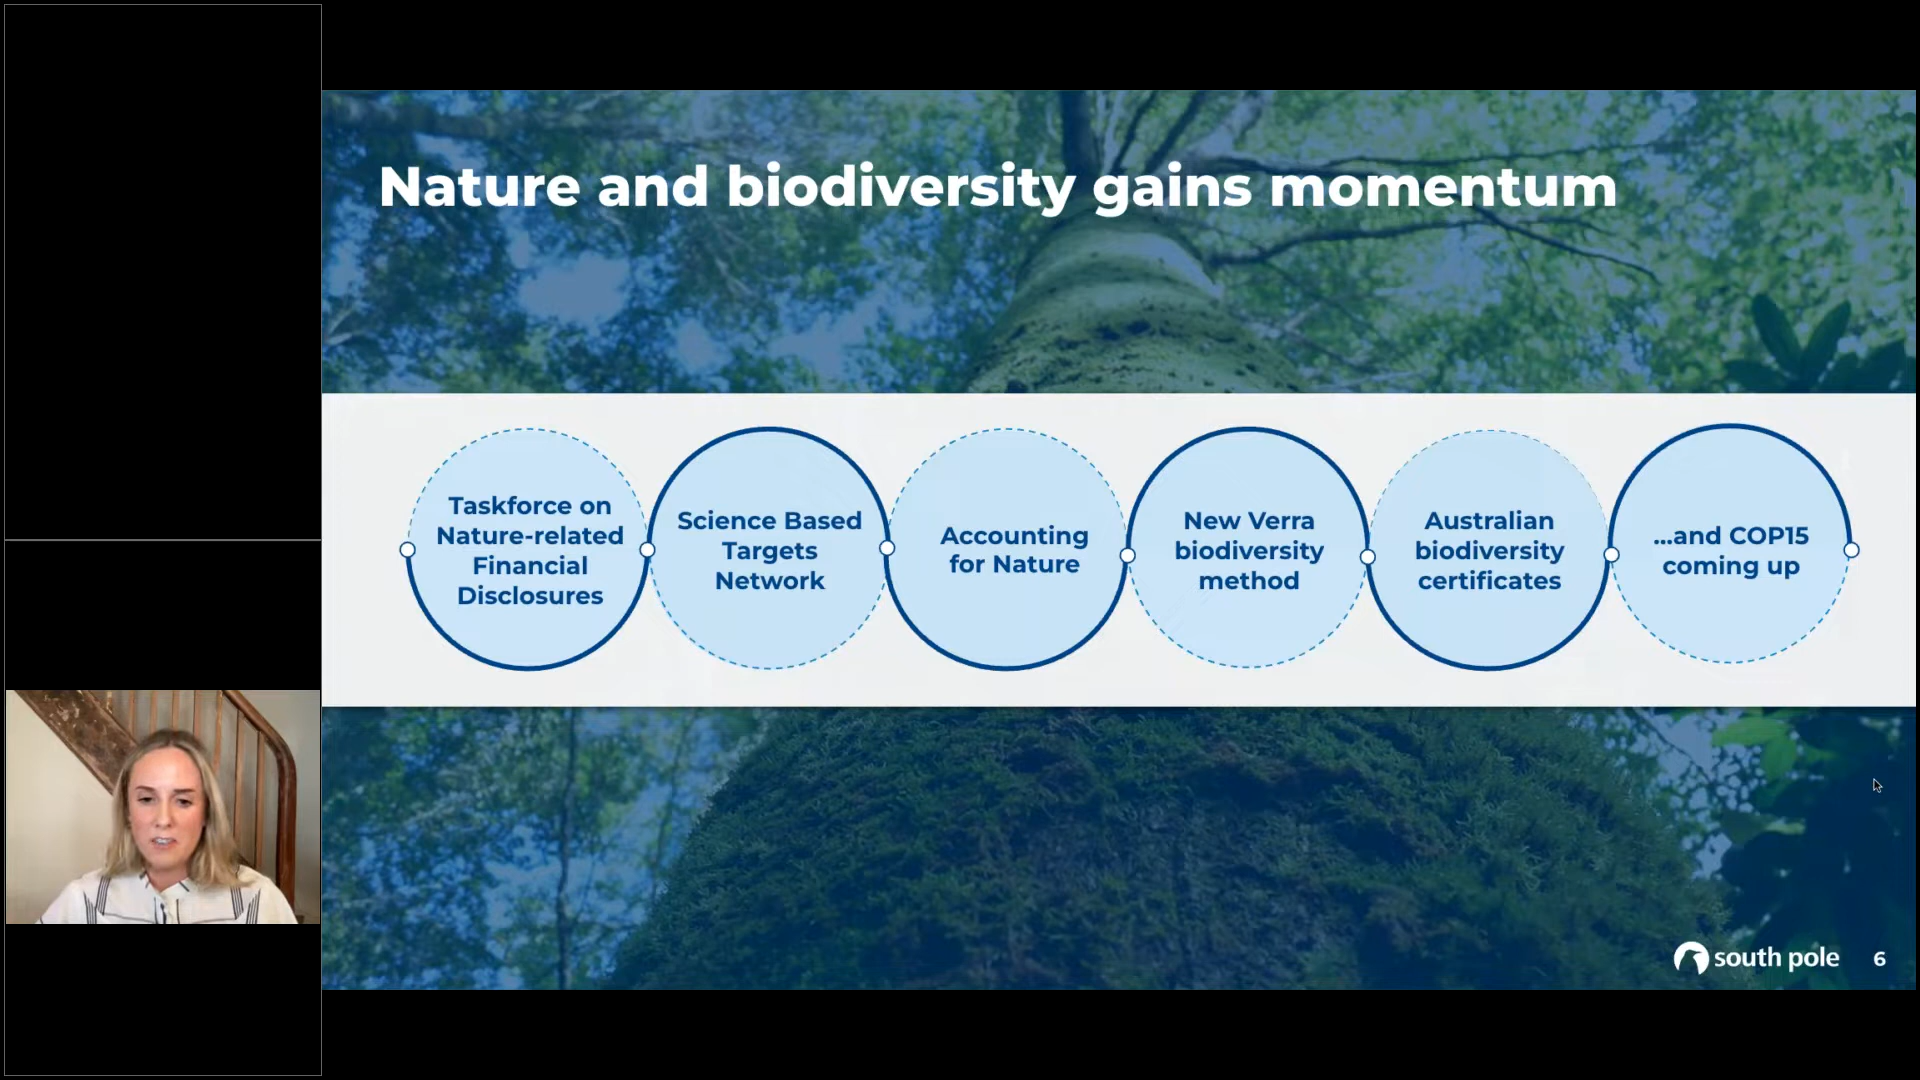 Nature and biodiversity gains momentum
Taskforce on
Nature-related
Financial
Disclosures
Science Based
Targets
Network
Accounting
for Nature
New Verra
biodiversity
method
Australian
biodiversity
certificates
...and COP15
coming up
south pole
6